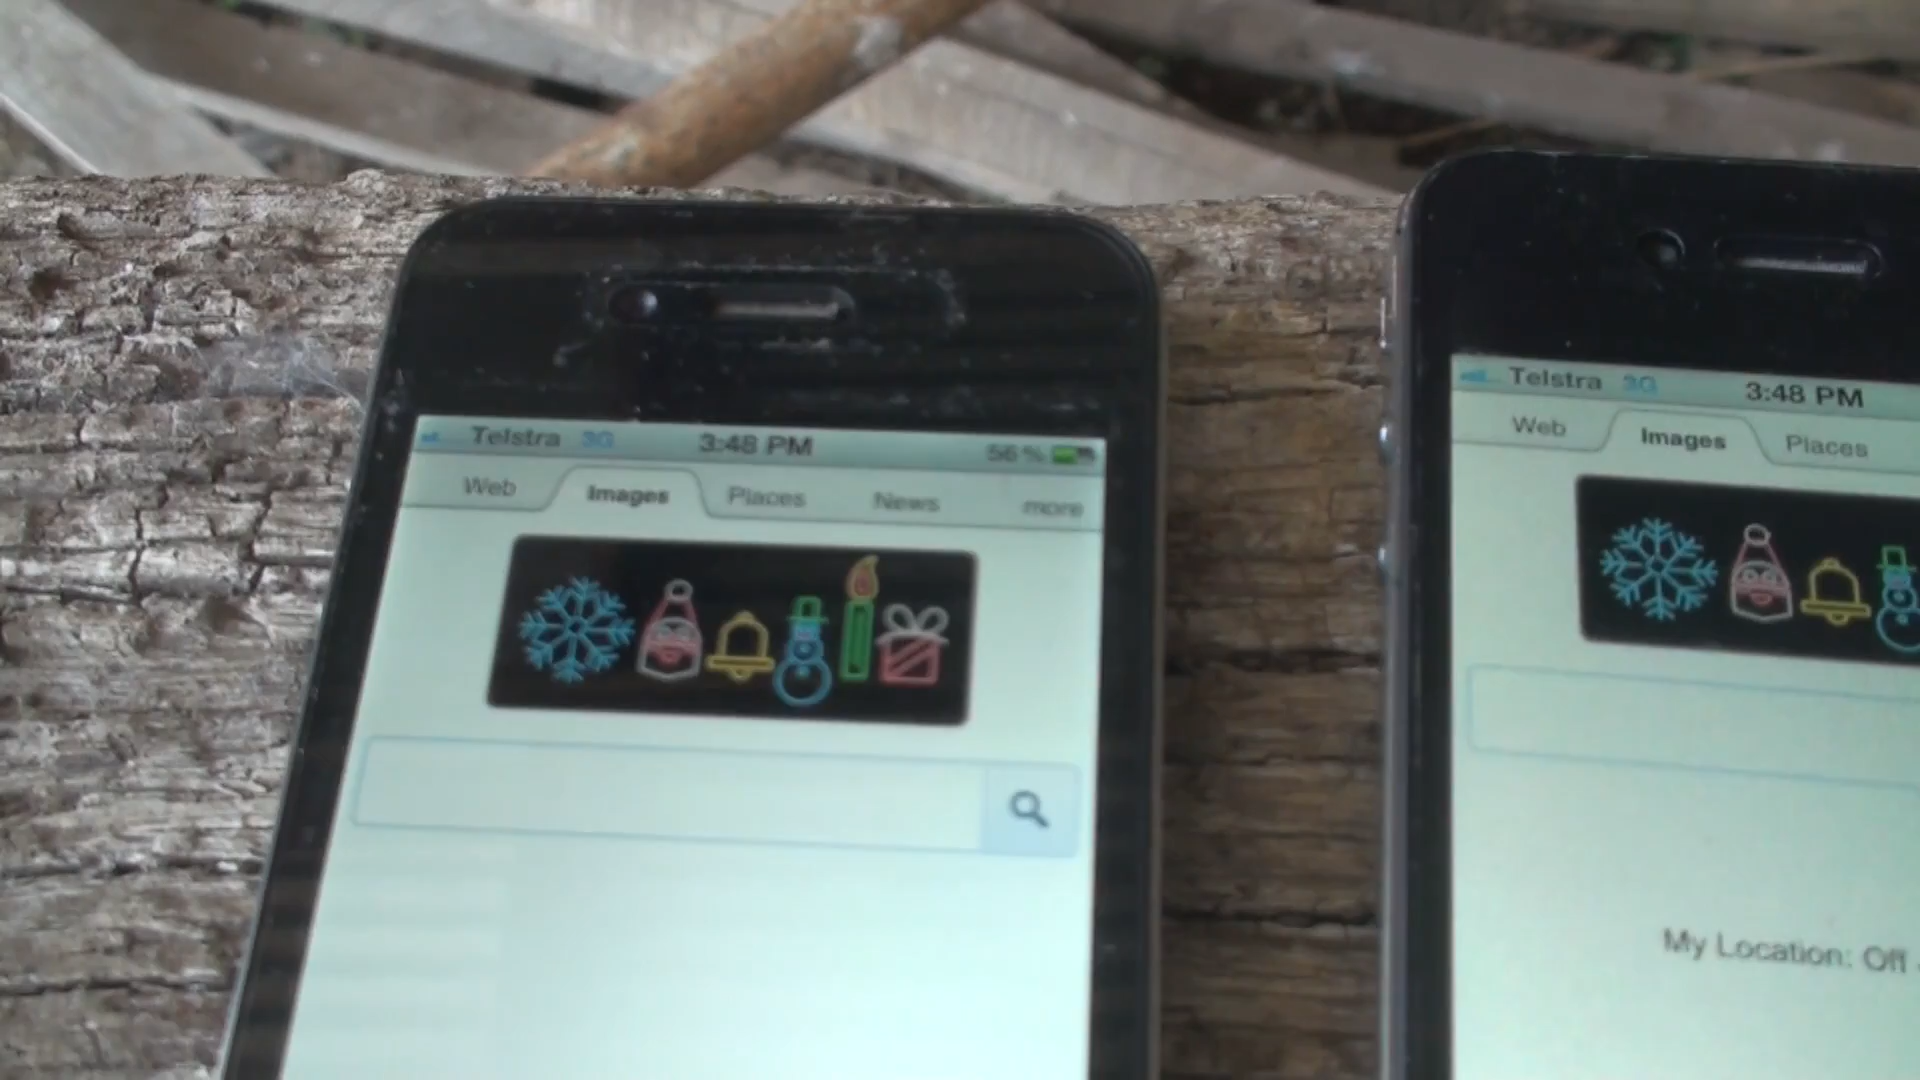 Telstra 3G 3:48 PM 56%
Web Images Places News more
Telstra 3G 3:48 PM
Web Images Places
My Location: Off